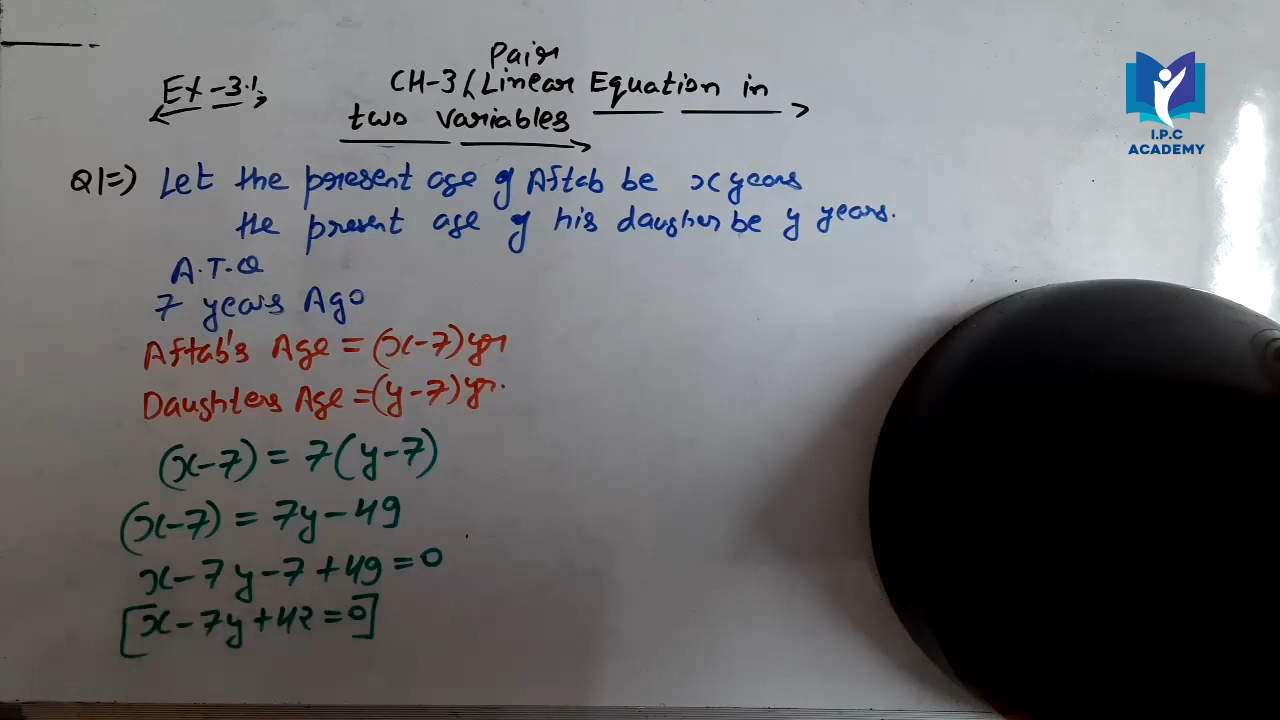 Ex-3.1
Pair
CH-3 Linear Equation in
two variables
I.P.C
ACADEMY
Q1=) Let the present age of Aftab be x years
the present age of his daugher be y years.
A.T.Q
7 years Ago
Aftab's Age = (x-7) yr
Daughters Age = (y-7) yr.
(x-7) = 7(y-7)
(x-7) = 7y-49
x-7y-7+49=0
[x-7y+42=0]